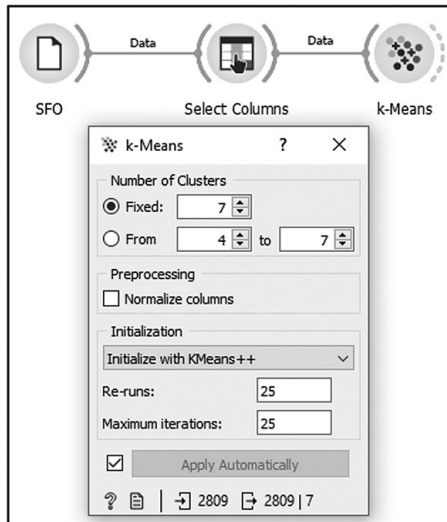 Data
Data
SFO
Select Columns
k-Means
k-Means ? ×
Number of Clusters
Fixed: 7
From 4 to 7
Preprocessing
Normalize columns
Initialization
Initialize with KMeans++
Re-runs: 25
Maximum iterations: 25
Apply Automatically
? 2809 2809 | 7